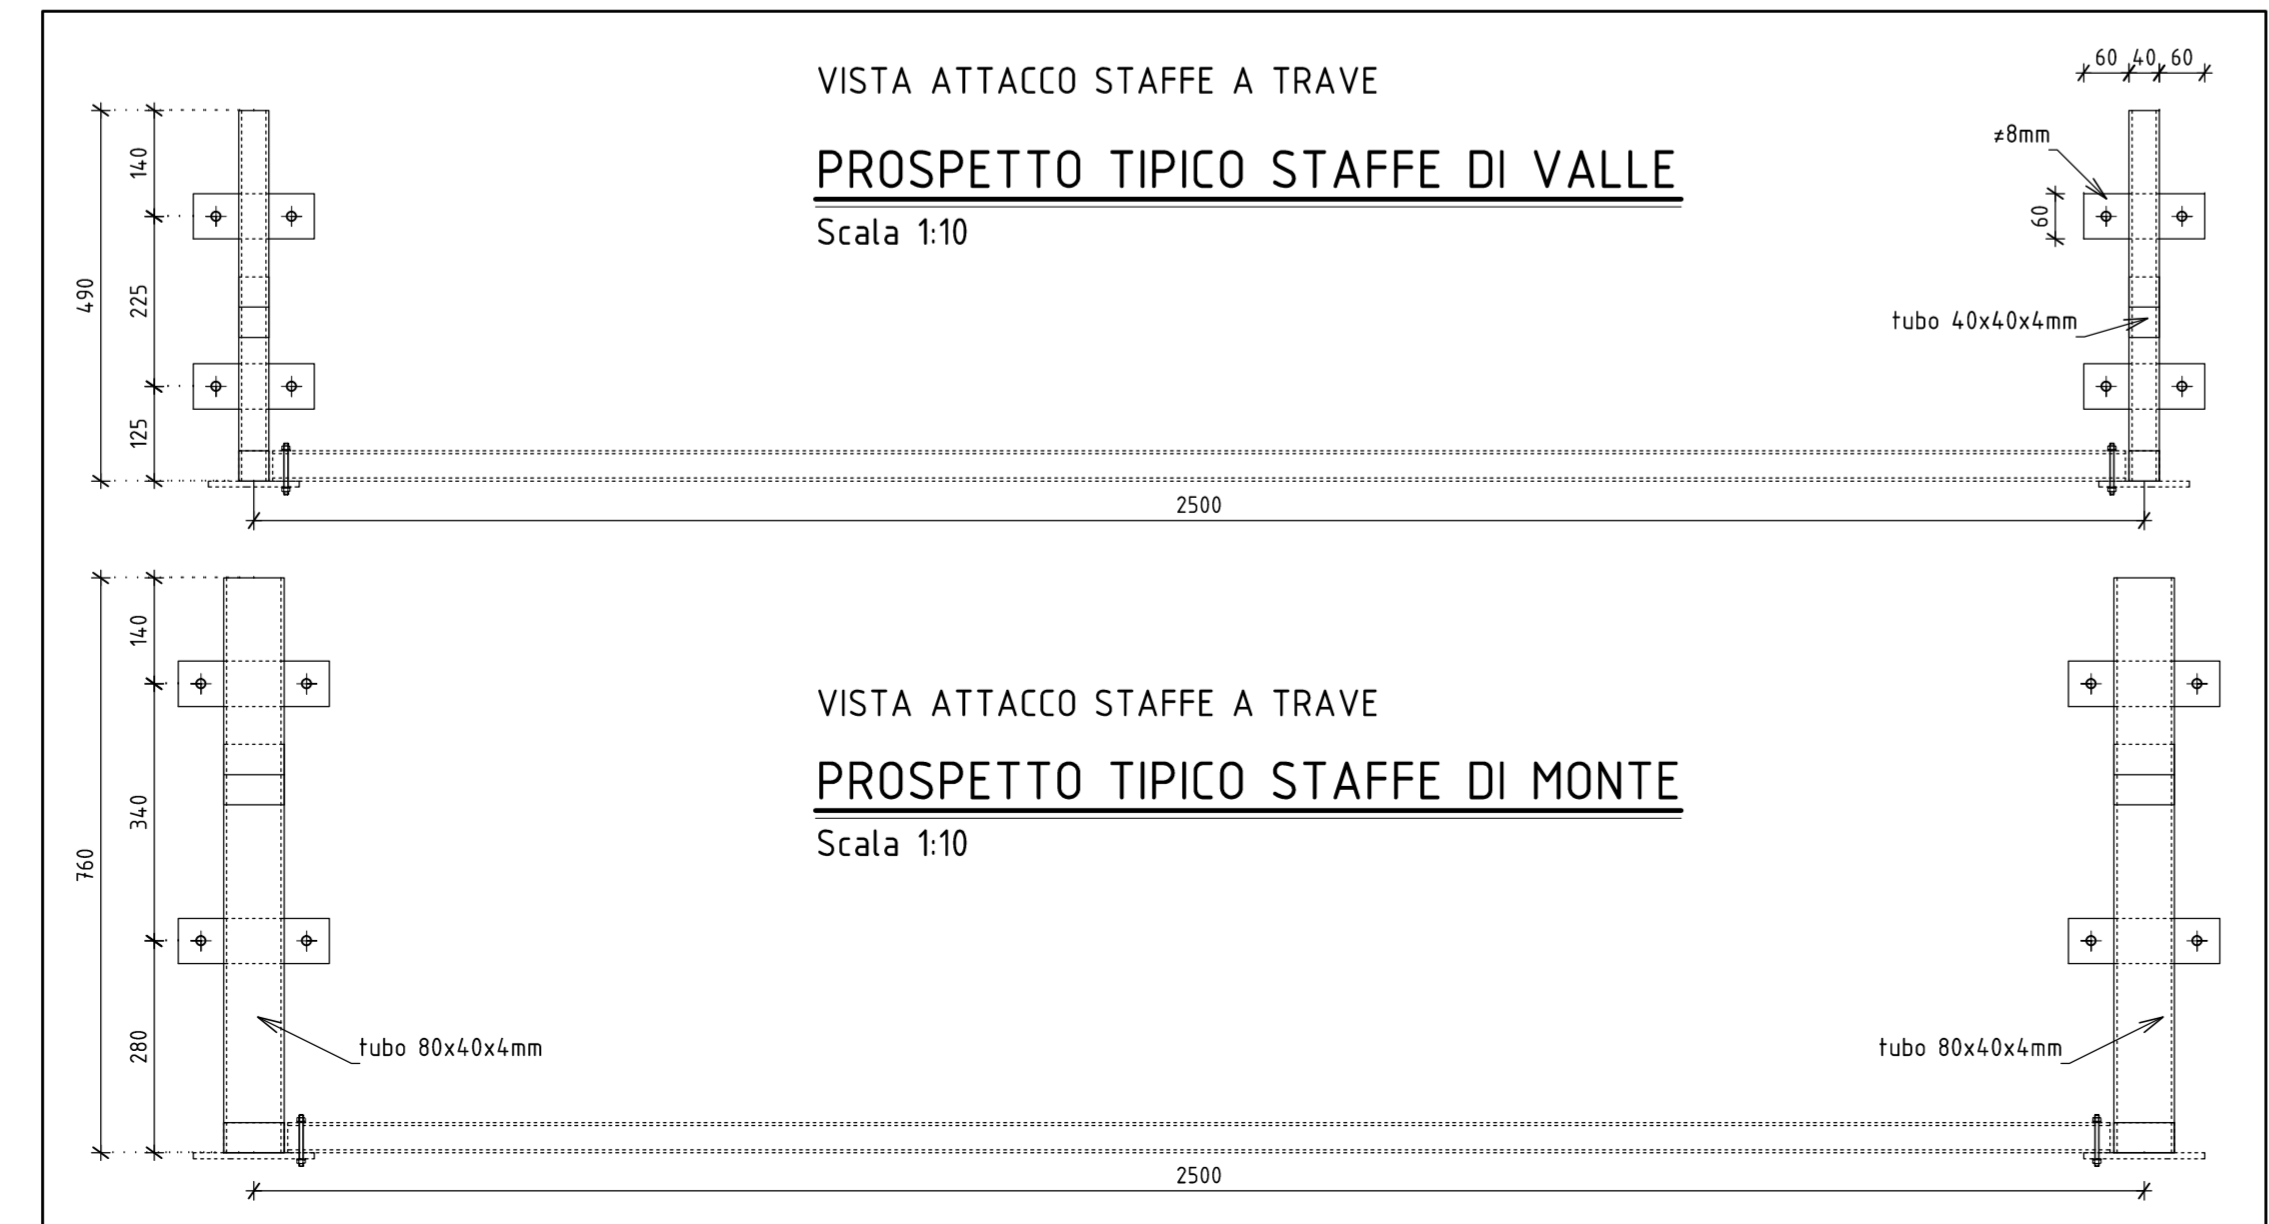 VISTA ATTACCO STAFFE A TRAVE
PROSPETTO TIPICO STAFFE DI VALLE
Scala 1:10
60 40 60
≠8mm
60
tubo 40x40x4mm
490
140
225
125
2500
VISTA ATTACCO STAFFE A TRAVE
PROSPETTO TIPICO STAFFE DI MONTE
Scala 1:10
760
140
340
280
tubo 80x40x4mm
tubo 80x40x4mm
2500